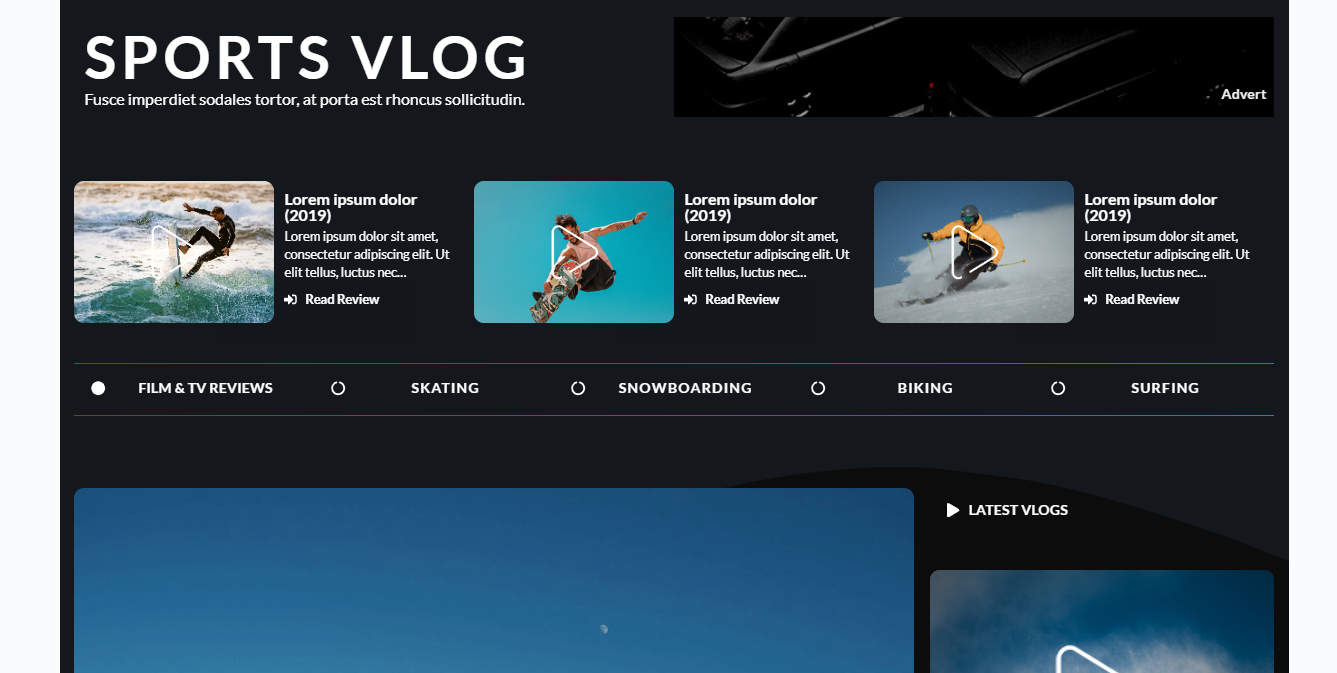 SPORTS VLOG
Fusce imperdiet sodales tortor, at porta est rhoncus sollicitudin.
Advert
Lorem ipsum dolor
(2019)
Lorem ipsum dolor sit amet,
consectetur adipiscing elit. Ut
elit tellus, luctus nec...
Read Review
Lorem ipsum dolor
(2019)
Lorem ipsum dolor sit amet,
consectetur adipiscing elit. Ut
elit tellus, luctus nec...
Read Review
Lorem ipsum dolor
(2019)
Lorem ipsum dolor sit amet,
consectetur adipiscing elit. Ut
elit tellus, luctus nec...
Read Review
FILM & TV REVIEWS
SKATING
SNOWBOARDING
BIKING
SURFING
LATEST VLOGS